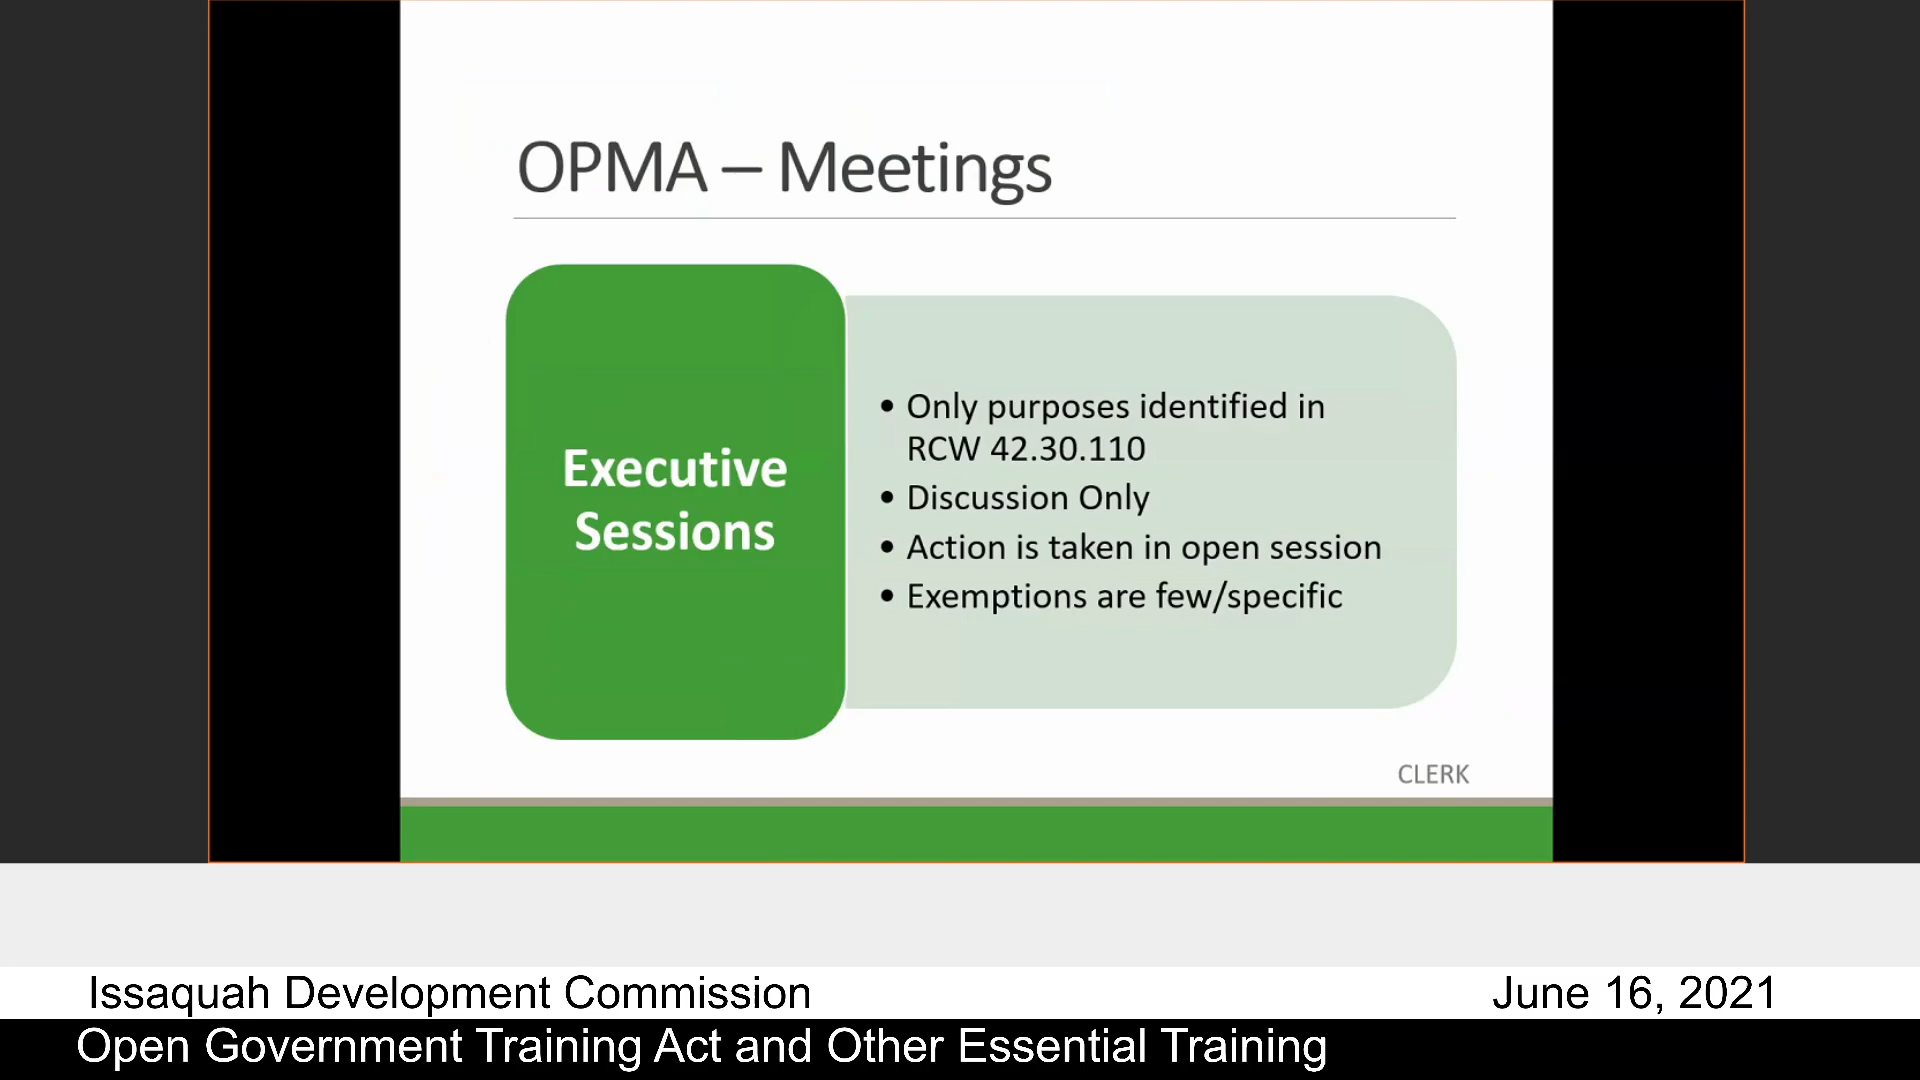 OPMA – Meetings
Executive
Sessions
• Only purposes identified in
RCW 42.30.110
• Discussion Only
• Action is taken in open session
• Exemptions are few/specific
CLERK
Issaquah Development Commission
June 16, 2021
Open Government Training Act and Other Essential Training